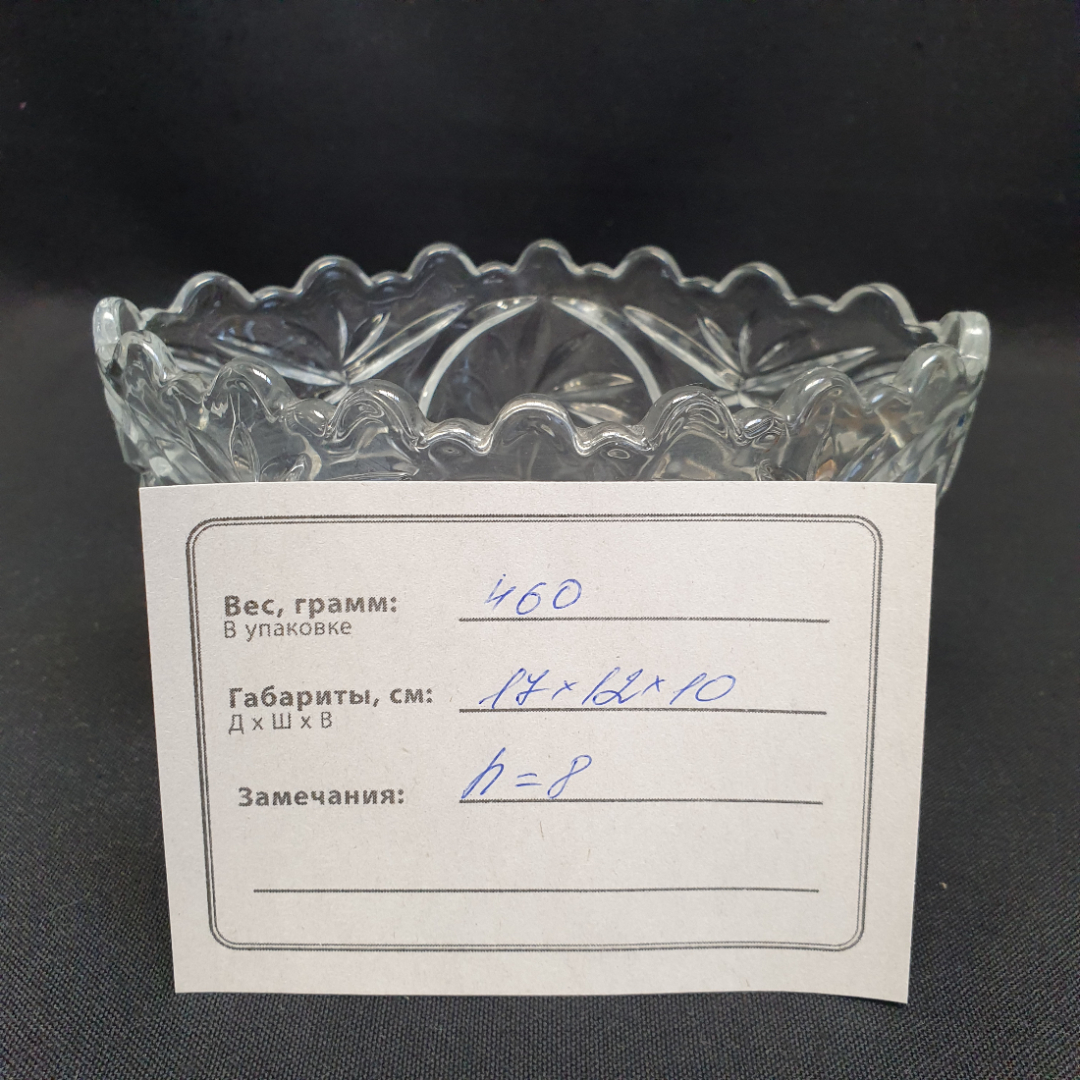 Вес, грамм: 460
В упаковке
Габариты, см: 17 x 12 x 10
Д x Ш x В
Замечания: h = 8